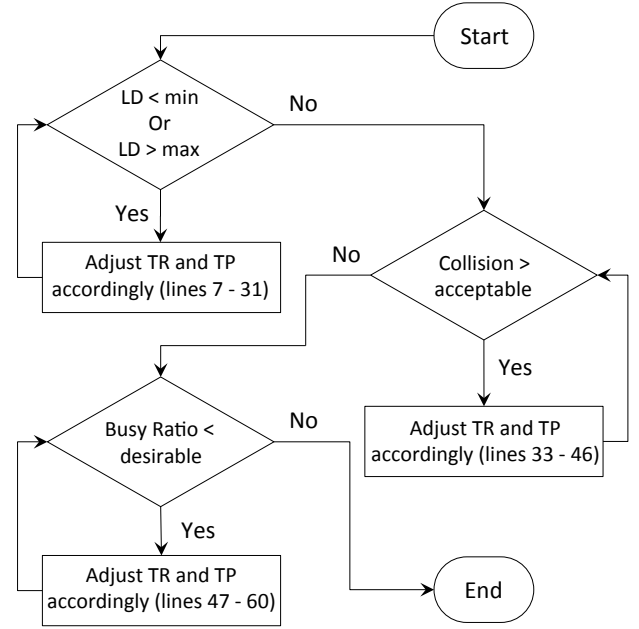 Start
LD < min
Or
LD > max
No
Yes
Adjust TR and TP
accordingly (lines 7 - 31)
No
Collision >
acceptable
Yes
Adjust TR and TP
accordingly (lines 33 - 46)
Busy Ratio <
desirable
No
Yes
Adjust TR and TP
accordingly (lines 47 - 60)
End